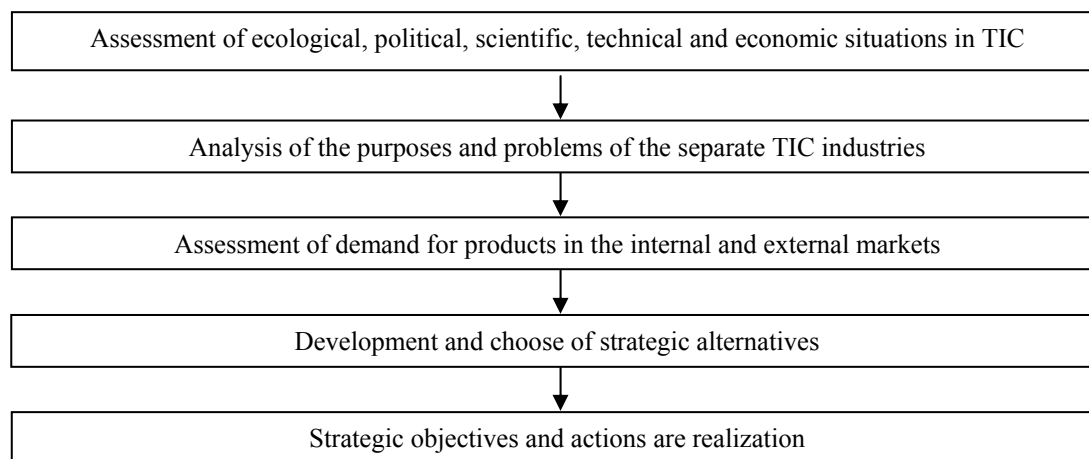 Assessment of ecological, political, scientific, technical and economic situations in TIC
Analysis of the purposes and problems of the separate TIC industries
Assessment of demand for products in the internal and external markets
Development and choose of strategic alternatives
Strategic objectives and actions are realization